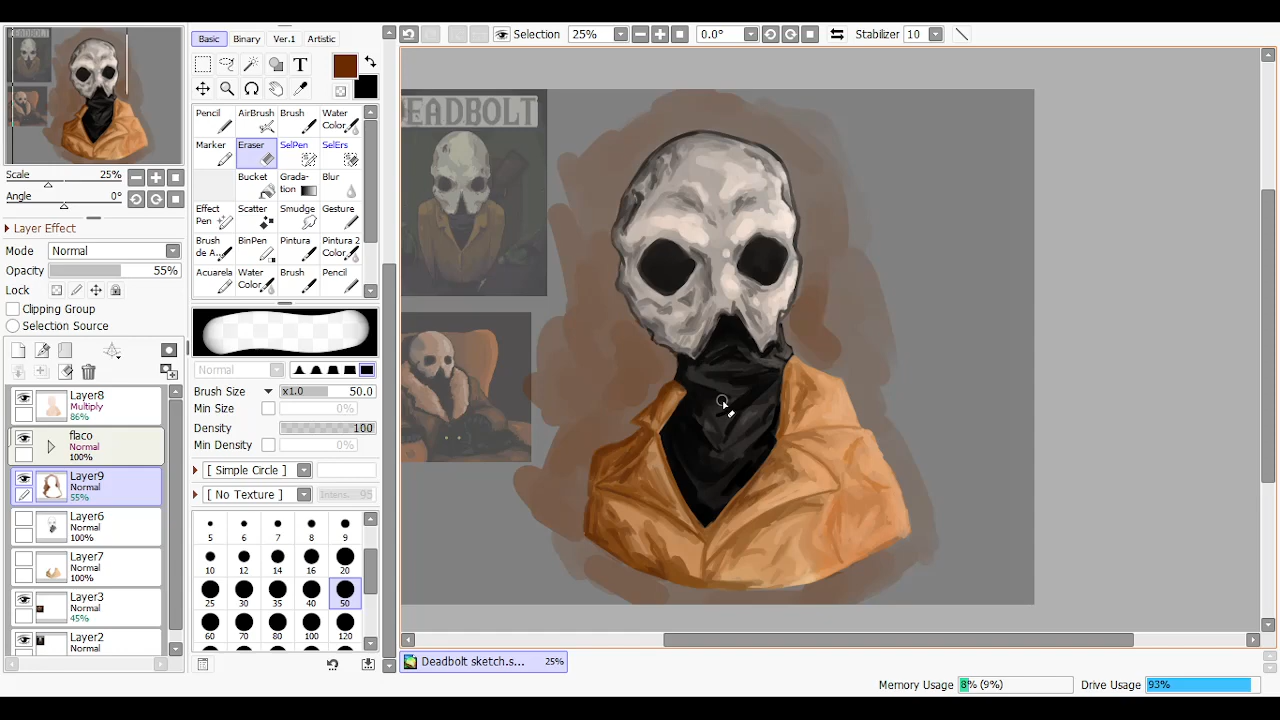 Selection 25% 0.0° Stabilizer 10
Basic Binary Ver.1 Artistic
T
Pencil AirBrush Brush Water Color
Marker Eraser SelPen SelErs
Bucket Grada- tion Blur
Effect Pen Scatter Smudge Gesture
Brush de A... BinPen Pintura Pintura 2 Color
Acuarela Water Color Brush Pencil
Scale 25%
Angle 0°
Layer Effect
Mode Normal
Opacity 55%
Lock
Clipping Group
Selection Source
Layer8
Multiply
86%
flaco
Normal
100%
Layer9
Normal
55%
Layer6
Normal
100%
Layer7
Normal
100%
Layer3
Normal
45%
Layer2
Normal
Normal
Brush Size x1.0 50.0
Min Size 0%
Density 100
Min Density 0%
[ Simple Circle ]
[ No Texture ] Intens. 95
5 6 7 8 9
10 12 14 16 20
25 30 35 40 50
60 70 80 100 120
EADBOLT
Deadbolt sketch.s... 25%
Memory Usage 8% (9%) Drive Usage 93%